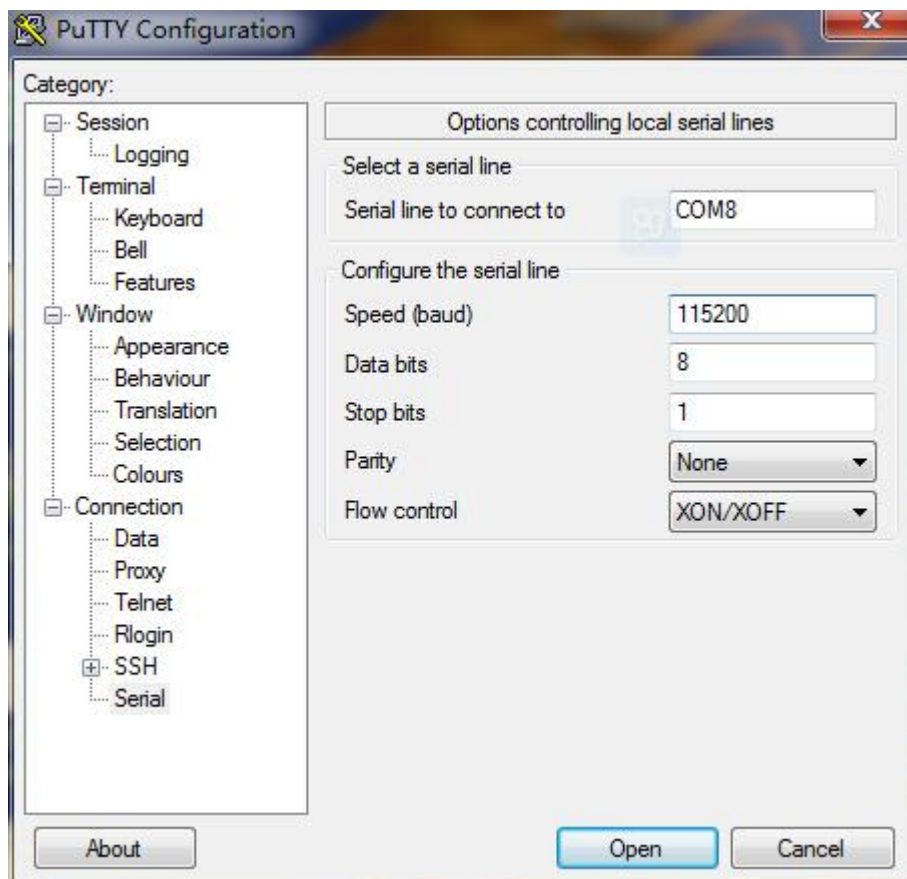 PuTTY Configuration
Category:
Session
Logging
Terminal
Keyboard
Bell
Features
Window
Appearance
Behaviour
Translation
Selection
Colours
Connection
Data
Proxy
Telnet
Rlogin
SSH
Serial
Options controlling local serial lines
Select a serial line
Serial line to connect to COM8
Configure the serial line
Speed (baud) 115200
Data bits 8
Stop bits 1
Parity None
Flow control XON/XOFF
About Open Cancel